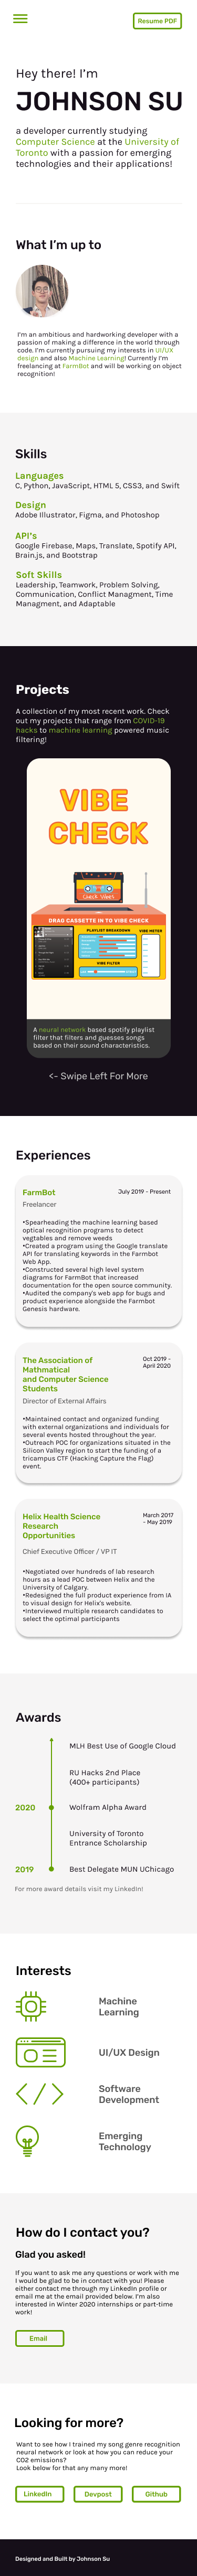 Resume PDF
Hey there! I'm
JOHNSON SU
a developer currently studying
Computer Science at the University of
Toronto with a passion for emerging
technologies and their applications!
What I'm up to
I'm an ambitious and hardworking developer with a
passion of making a difference in the world through
code. I'm currently pursuing my interests in UI/UX
design and also Machine Learning! Currently I'm
freelancing at FarmBot and will be working on object
recognition!
Skills
Languages
C, Python, JavaScript, HTML 5, CSS3, and Swift
Design
Adobe Illustrator, Figma, and Photoshop
API's
Google Firebase, Maps, Translate, Spotify API,
Brain.js, and Bootstrap
Soft Skills
Leadership, Teamwork, Problem Solving,
Communication, Conflict Managment, Time
Managment, and Adaptable
Projects
A collection of my most recent work. Check
out my projects that range from COVID-19
hacks to machine learning powered music
filtering!
VIBE
CHECK
Check Vibes
DRAG CASSETTE IN TO VIBE CHECK
PLAYLIST BREAKDOWN
VIBE METER
VIBE FILTER
A neural network based spotify playlist
filter that filters and guesses songs
based on their sound characteristics.
<- Swipe Left For More
Experiences
FarmBot
July 2019 - Present
Freelancer
•Spearheading the machine learning based
optical recognition programs to detect
vegtables and remove weeds
•Created a program using the Google translate
API for translating keywords in the Farmbot
Web App.
•Constructed several high level system
diagrams for FarmBot that increased
documentation for the open source community.
•Audited the company's web app for bugs and
product experience alongside the Farmbot
Genesis hardware.
The Association of
Mathmatical
and Computer Science
Students
Oct 2019 -
April 2020
Director of External Affairs
•Maintained contact and organized funding
with external organizations and individuals for
several events hosted throughout the year.
•Outreach POC for organizations situated in the
Silicon Valley region to start the funding of a
tricampus CTF (Hacking Capture the Flag)
event.
Helix Health Science
Research
Opportunities
March 2017
- May 2019
Chief Executive Officer / VP IT
•Negotiated over hundreds of lab research
hours as a lead POC between Helix and the
University of Calgary.
•Redesigned the full product experience from IA
to visual design for Helix's website.
•Interviewed multiple research candidates to
select the optimal participants
Awards
MLH Best Use of Google Cloud
RU Hacks 2nd Place
(400+ participants)
2020
Wolfram Alpha Award
University of Toronto
Entrance Scholarship
2019
Best Delegate MUN UChicago
For more award details visit my LinkedIn!
Interests
Machine
Learning
UI/UX Design
Software
Development
Emerging
Technology
How do I contact you?
Glad you asked!
If you want to ask me any questions or work with me
I would be glad to be in contact with you! Please
either contact me through my LinkedIn profile or
email me at the email provided below. I'm also
interested in Winter 2020 internships or part-time
work!
Email
Looking for more?
Want to see how I trained my song genre recognition
neural network or look at how you can reduce your
CO2 emissions?
Look below for that any many more!
LinkedIn
Devpost
Github
Designed and Built by Johnson Su